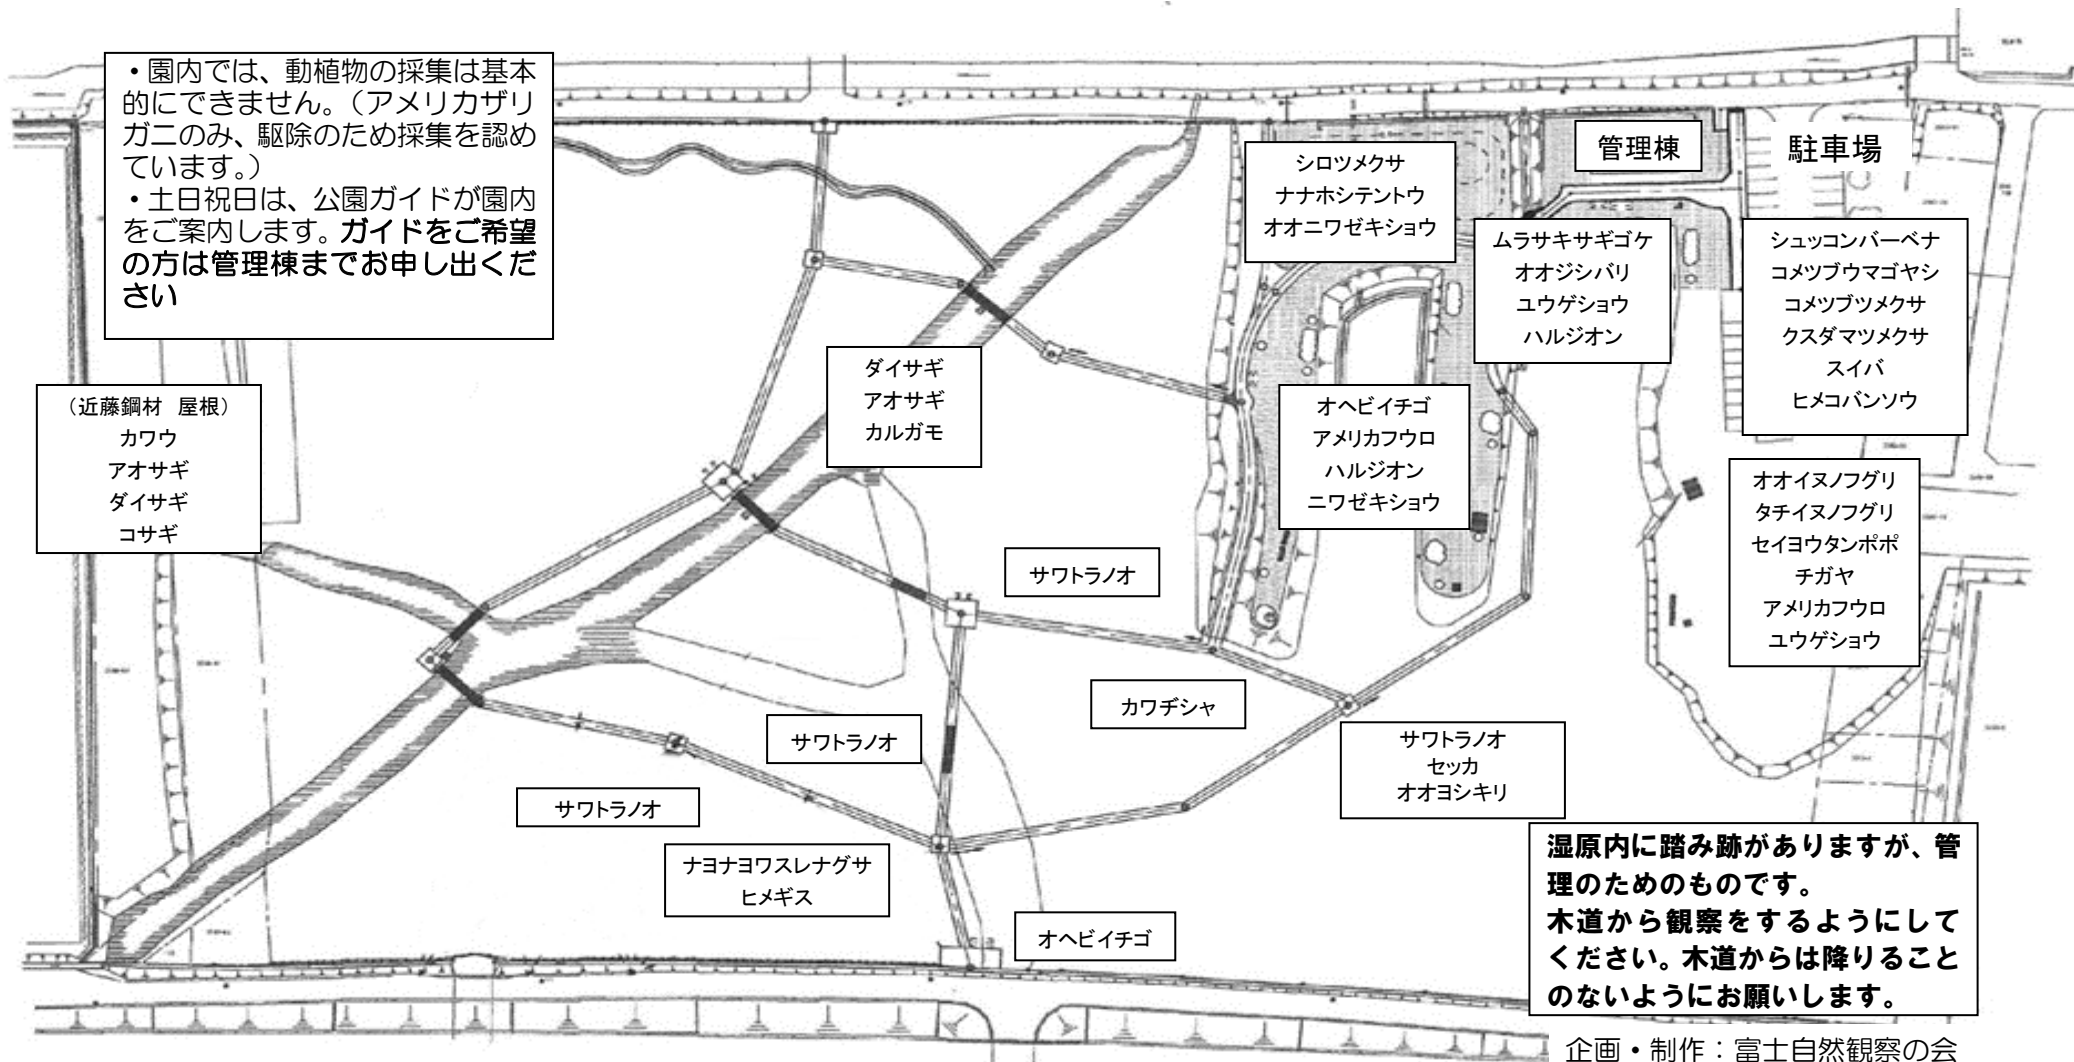 ・園内では、動植物の採集は基本
的にできません。（アメリカザリ
ガニのみ、駆除のため採集を認め
ています。）
・土日祝日は、公園ガイドが園内
をご案内します。ガイドをご希望
の方は管理棟までお申し出くだ
さい
シロツメクサ
ナナホシテントウ
オオニワゼキショウ
管理棟
駐車場
ムラサキサギゴケ
オオジシバリ
ユウゲショウ
ハルジオン
シュッコンバーベナ
コメツブウマゴヤシ
コメツブツメクサ
クスダマツメクサ
スイバ
ヒメコバンソウ
（近藤鋼材　屋根）
カワウ
アオサギ
ダイサギ
コサギ
ダイサギ
アオサギ
カルガモ
オヘビイチゴ
アメリカフウロ
ハルジオン
ニワゼキショウ
オオイヌノフグリ
タチイヌノフグリ
セイヨウタンポポ
チガヤ
アメリカフウロ
ユウゲショウ
サワトラノオ
カワヂシャ
サワトラノオ
サワトラノオ
セッカ
オオヨシキリ
サワトラノオ
ナヨナヨワスレナグサ
ヒメギス
オヘビイチゴ
湿原内に踏み跡がありますが、管
理のためのものです。
木道から観察をするようにして
ください。木道からは降りること
のないようにお願いします。
企画・制作：富士自然観察の会